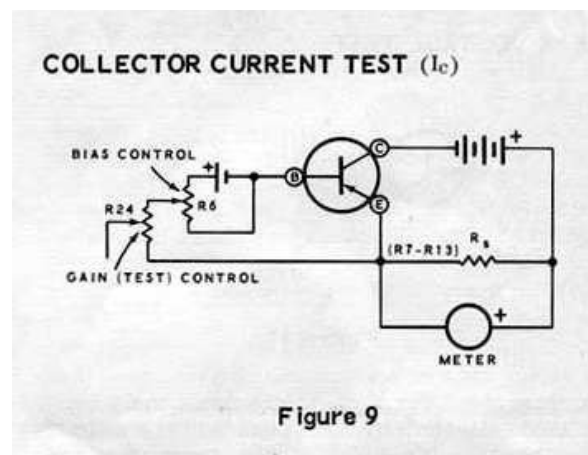 COLLECTOR CURRENT TEST (Ic)
BIAS CONTROL
+
B
C
+
E
R24
R6
GAIN (TEST) CONTROL
(R7-R13)
Rs
+
METER
Figure 9